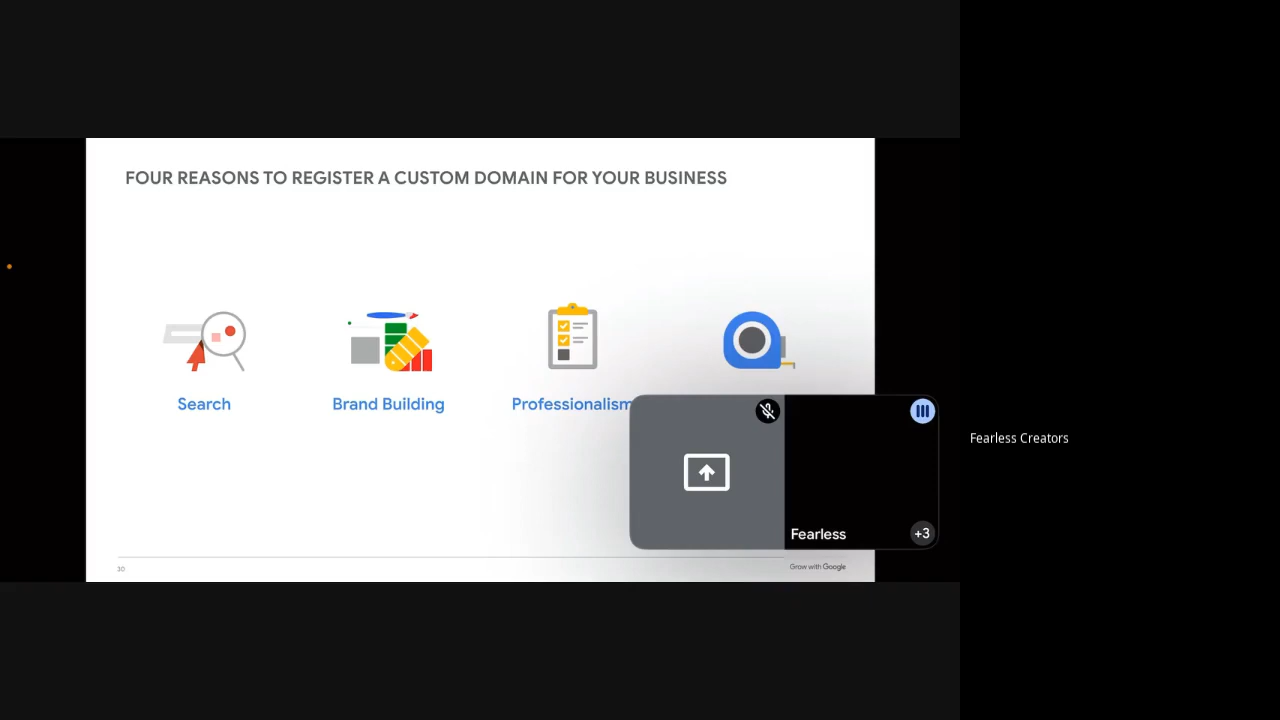 FOUR REASONS TO REGISTER A CUSTOM DOMAIN FOR YOUR BUSINESS
Search
Brand Building
Professionalism
Fearless
+3
30
Grow with Google
Fearless Creators